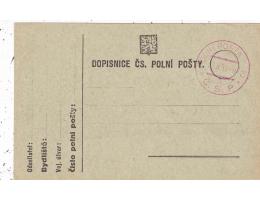 DOPISNICE ČS. POLNÍ POŠTY.
Odesílatel:
Bydliště:
Voj. útvar:
Číslo polní pošty: